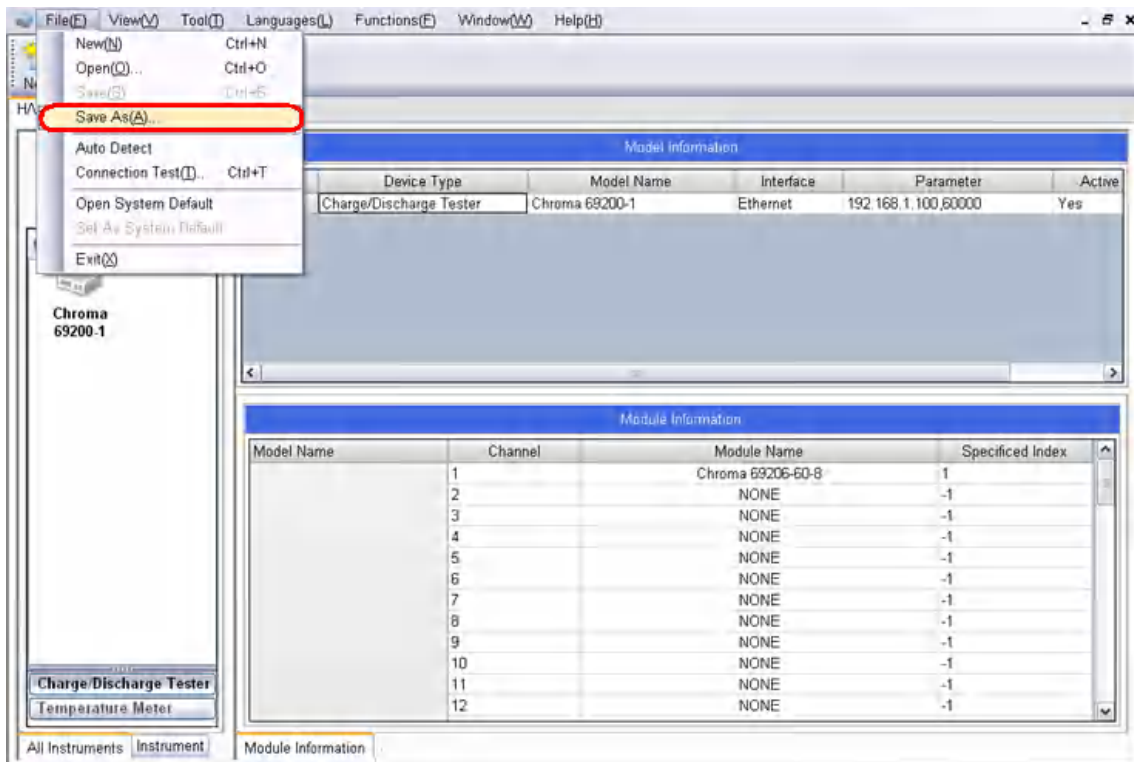 File(F) View(V) Tool(T) Languages(L) Functions(F) Window(W) Help(H)
New(N) Ctrl+N
Open(O)... Ctrl+O
Save(S) Ctrl+S
Save As(A)...
Auto Detect
Connection Test(T).. Ctrl+T
Open System Default
Set As System Default
Exit(X)
Model Information
Device Type Model Name Interface Parameter Active
Charge/Discharge Tester Chroma 69200-1 Ethernet 192.168.1.100,60000 Yes
Chroma
69200-1
Module Information
Model Name Channel Module Name Specificed Index
1 Chroma 69206-60-8 1
2 NONE -1
3 NONE -1
4 NONE -1
5 NONE -1
6 NONE -1
7 NONE -1
8 NONE -1
9 NONE -1
10 NONE -1
11 NONE -1
12 NONE -1
Charge/Discharge Tester
Temperature Meter
All Instruments Instrument
Module Information